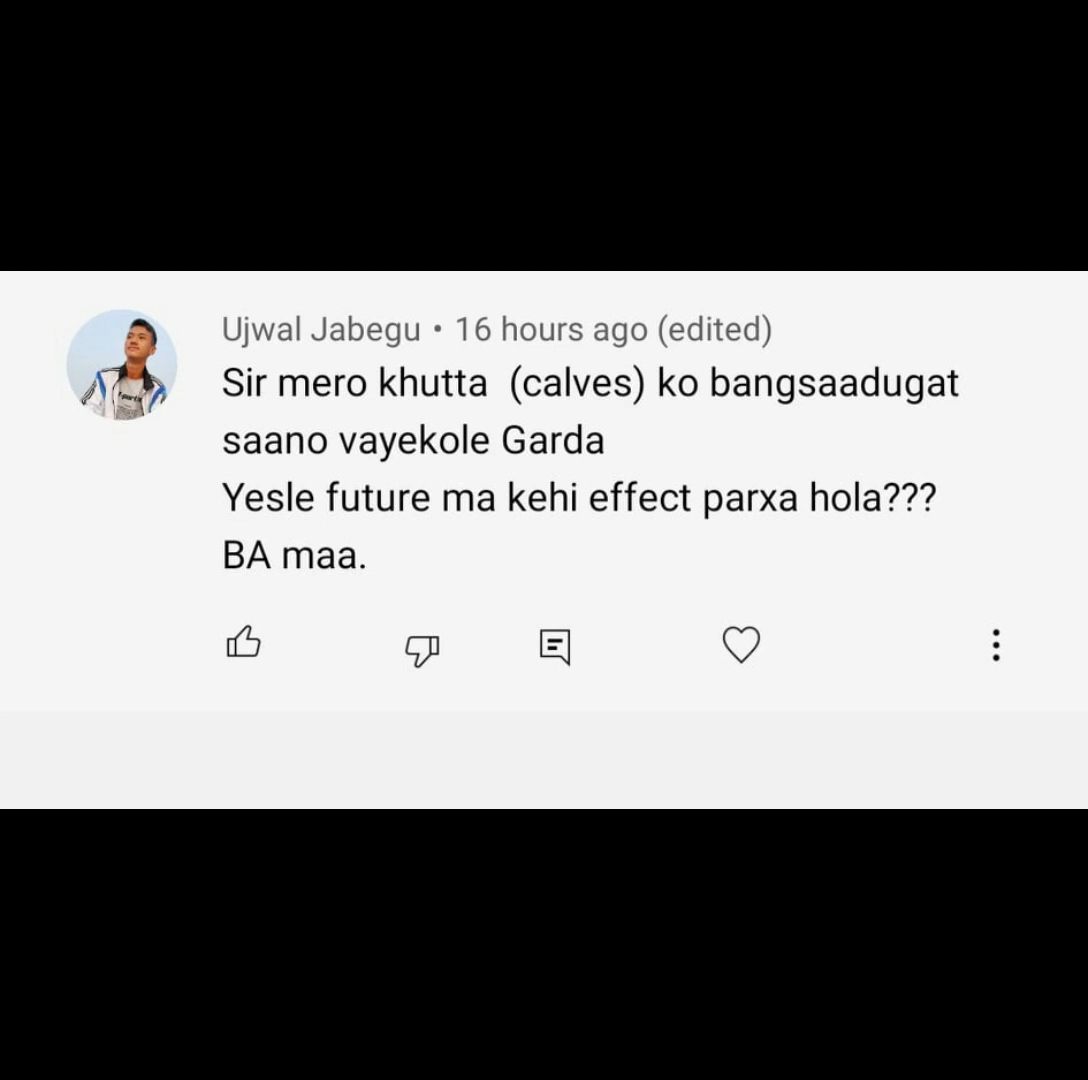 Ujwal Jabegu • 16 hours ago (edited)
Sir mero khutta  (calves) ko bangsaadugat
saano vayekole Garda
Yesle future ma kehi effect parxa hola???
BA maa.